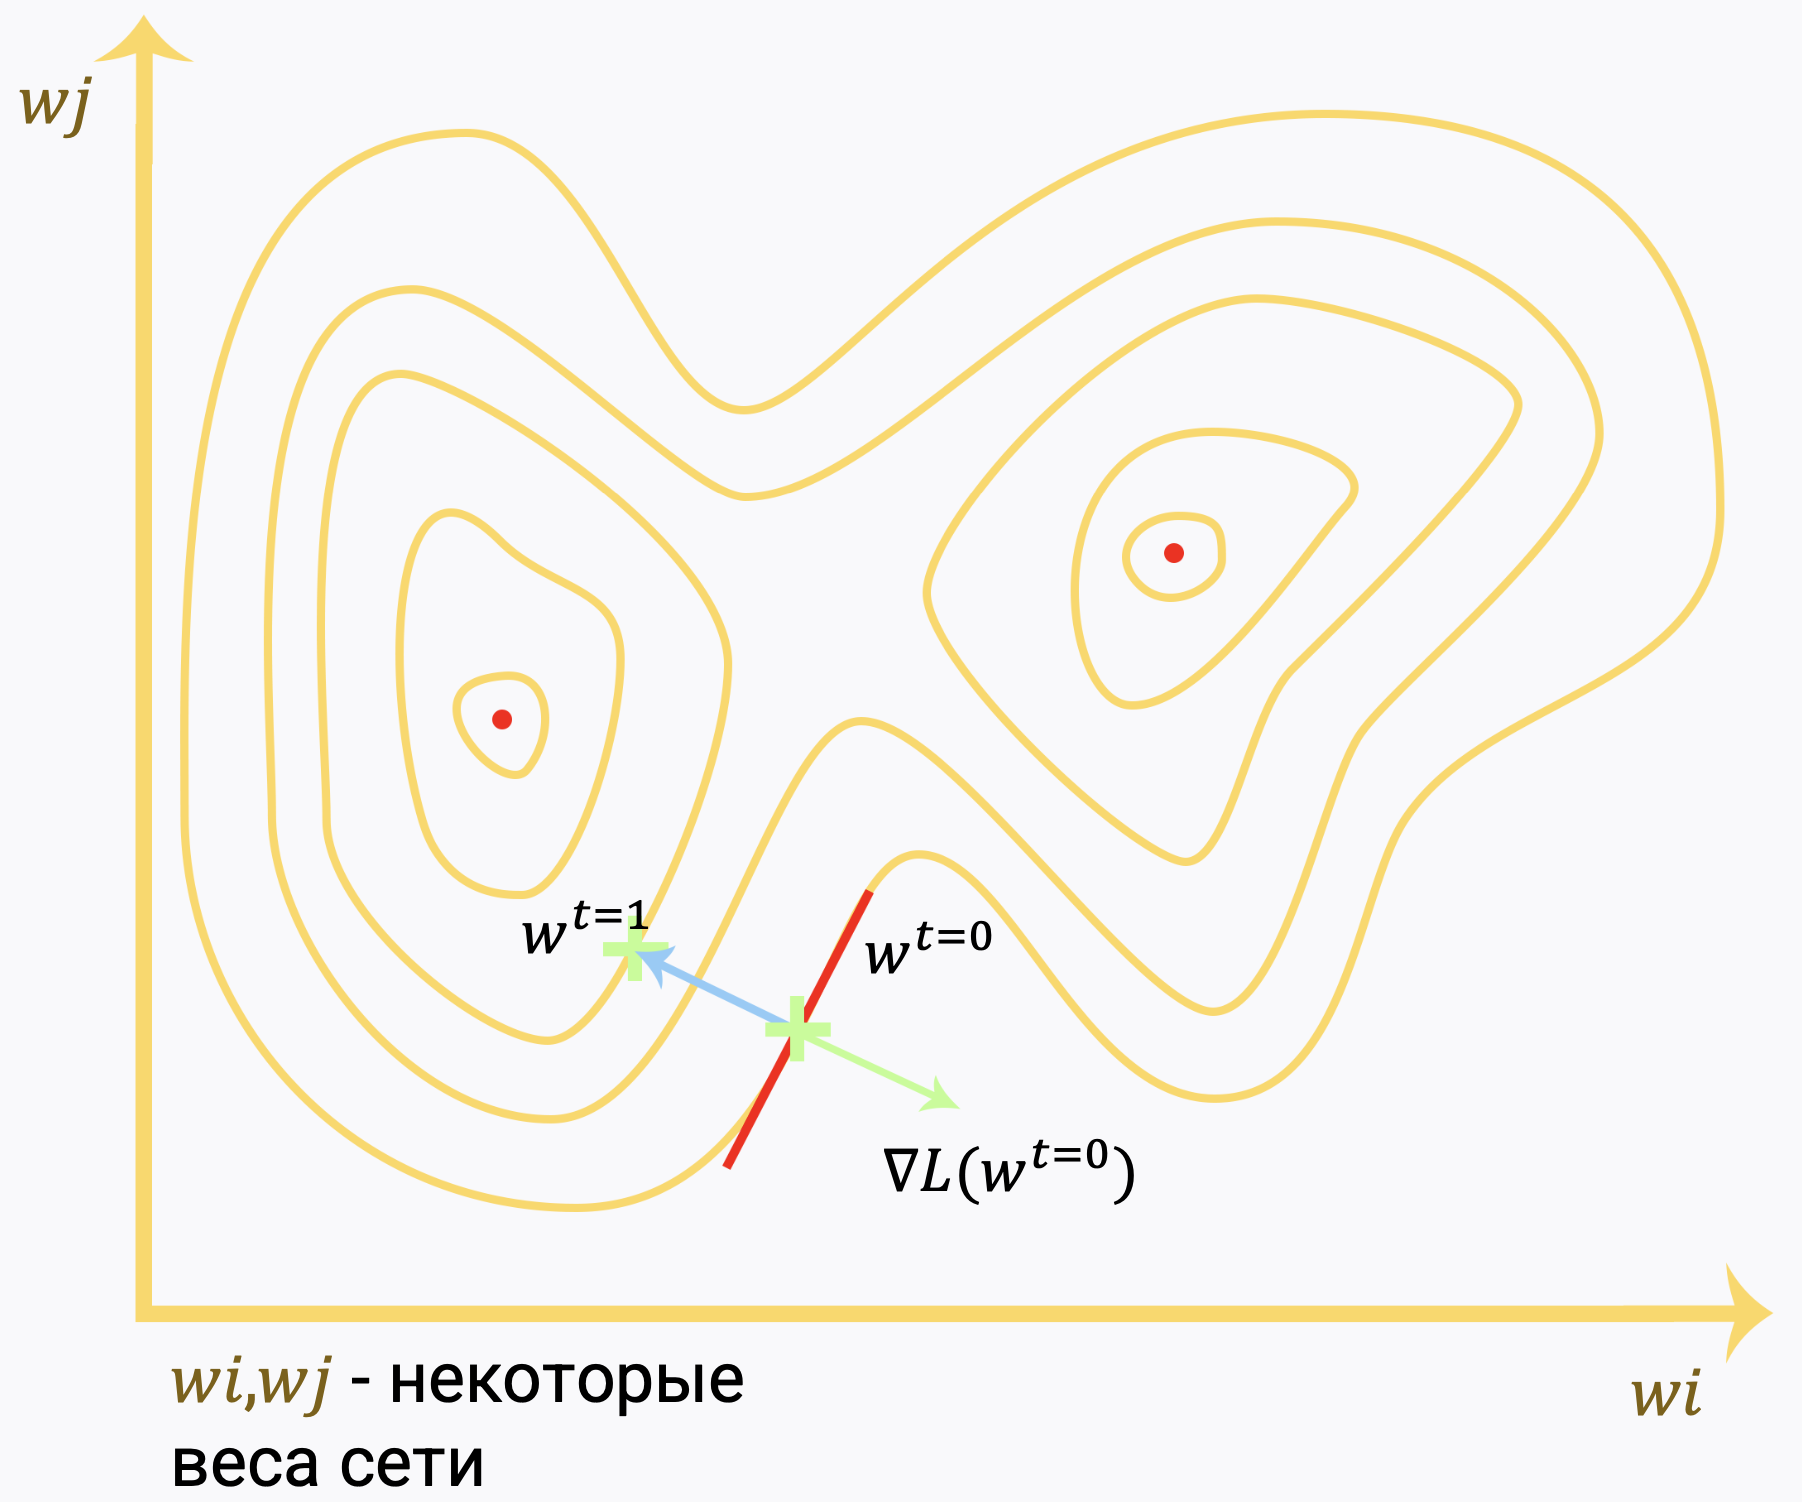 wj
w^{t=1}
w^{t=0}
∇L(w^{t=0})
wi
wi,wj - некоторые
веса сети